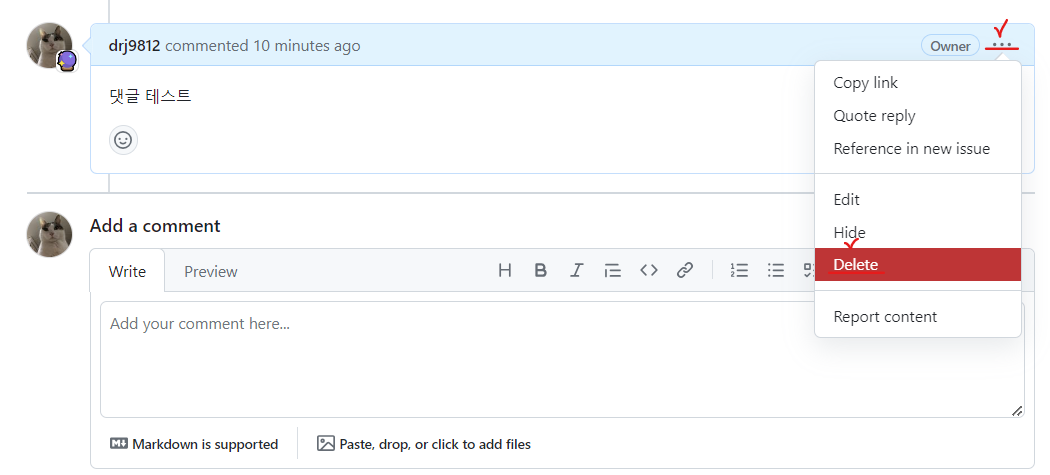 drj9812 commented 10 minutes ago
Owner
...
댓글 테스트
Copy link
Quote reply
Reference in new issue
Edit
Hide
Delete
Report content
Add a comment
Write
Preview
Add your comment here...
Markdown is supported
Paste, drop, or click to add files